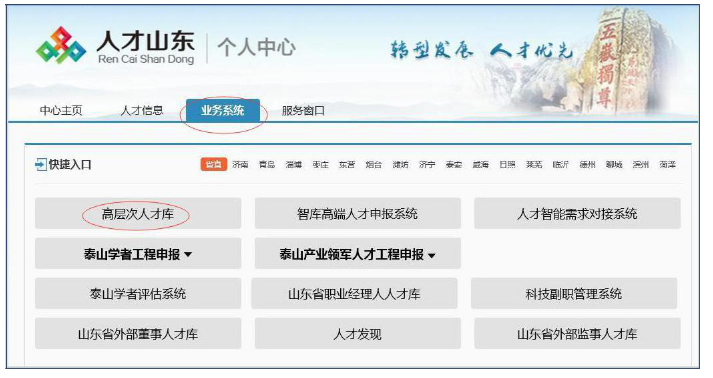 人才山东 个人中心
Ren Cai Shan Dong
转型发展 人才优先
五嶽獨尊
中心主页 人才信息 业务系统 服务窗口
快捷入口 省直 济南 青岛 淄博 枣庄 东营 烟台 潍坊 济宁 泰安 威海 日照 莱芜 临沂 德州 聊城 滨州 菏泽
高层次人才库 智库高端人才申报系统 人才智能需求对接系统
泰山学者工程申报 泰山产业领军人才工程申报
泰山学者评估系统 山东省职业经理人人才库 科技副职管理系统
山东省外部董事人才库 人才发现 山东省外部监事人才库